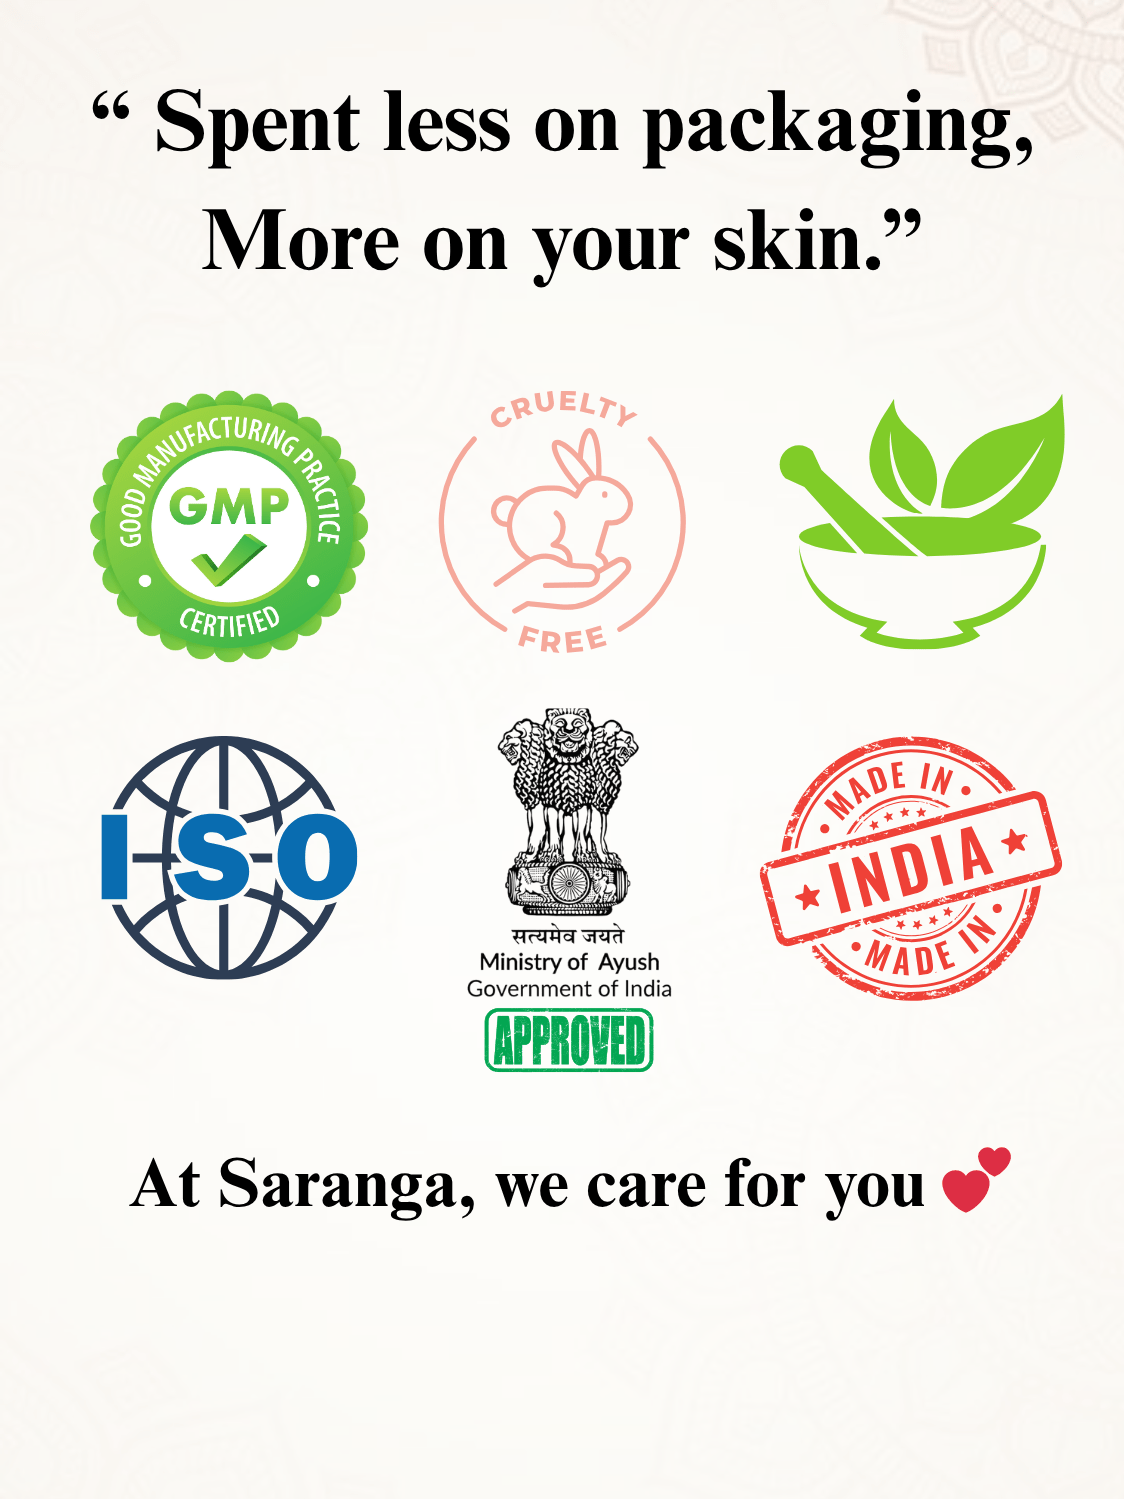 “ Spent less on packaging,
More on your skin.”
GOOD MANUFACTURING PRACTICE
GMP
CERTIFIED
CRUELTY
FREE
ISO
सत्यमेव जयते
Ministry of Ayush
Government of India
APPROVED
• MADE IN •
INDIA
• MADE IN •
At Saranga, we care for you 💕